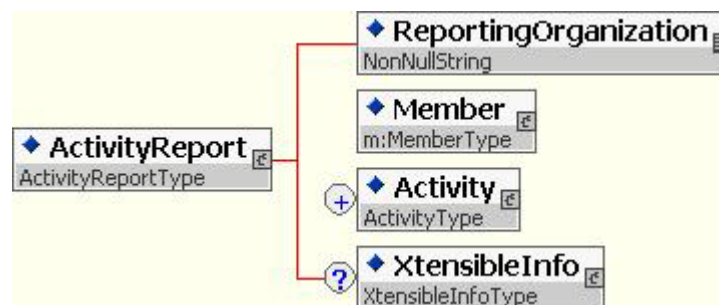 ReportingOrganization
NonNullString
Member
m:MemberType
ActivityReport
ActivityReportType
+ Activity
ActivityType
? XtensibleInfo
XtensibleInfoType